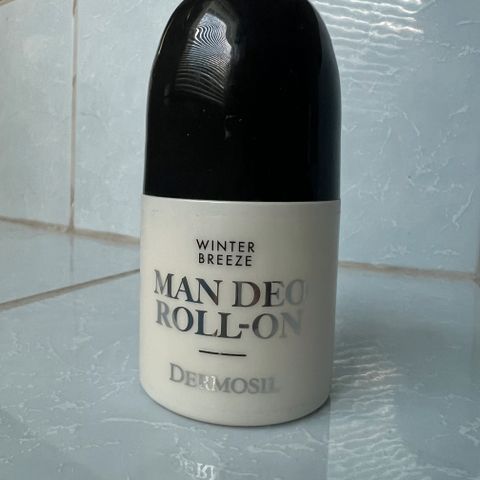 WINTER
BREEZE
MAN DEO
ROLL-ON
DERMOSIL